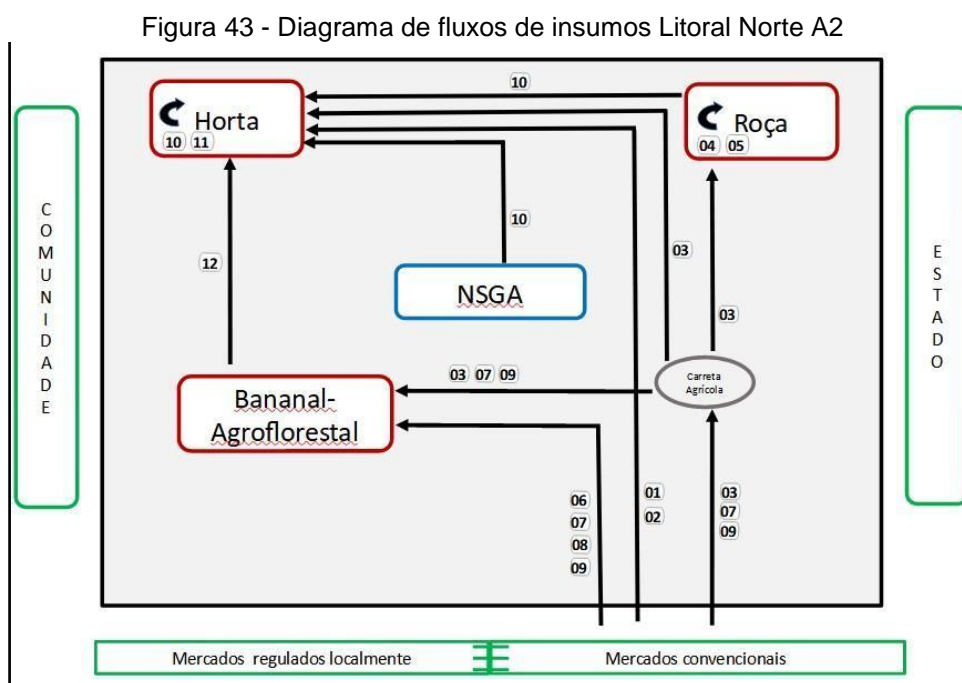 Figura 43 - Diagrama de fluxos de insumos Litoral Norte A2
COMUNIDADE
Horta
10 11
10
Roça
04 05
10
03
12
NSGA
03
03 07 09
Carreta
Agrícola
Bananal-
Agroflorestal
06
07
08
09
01
02
03
07
09
ESTADO
Mercados regulados localmente
Mercados convencionais